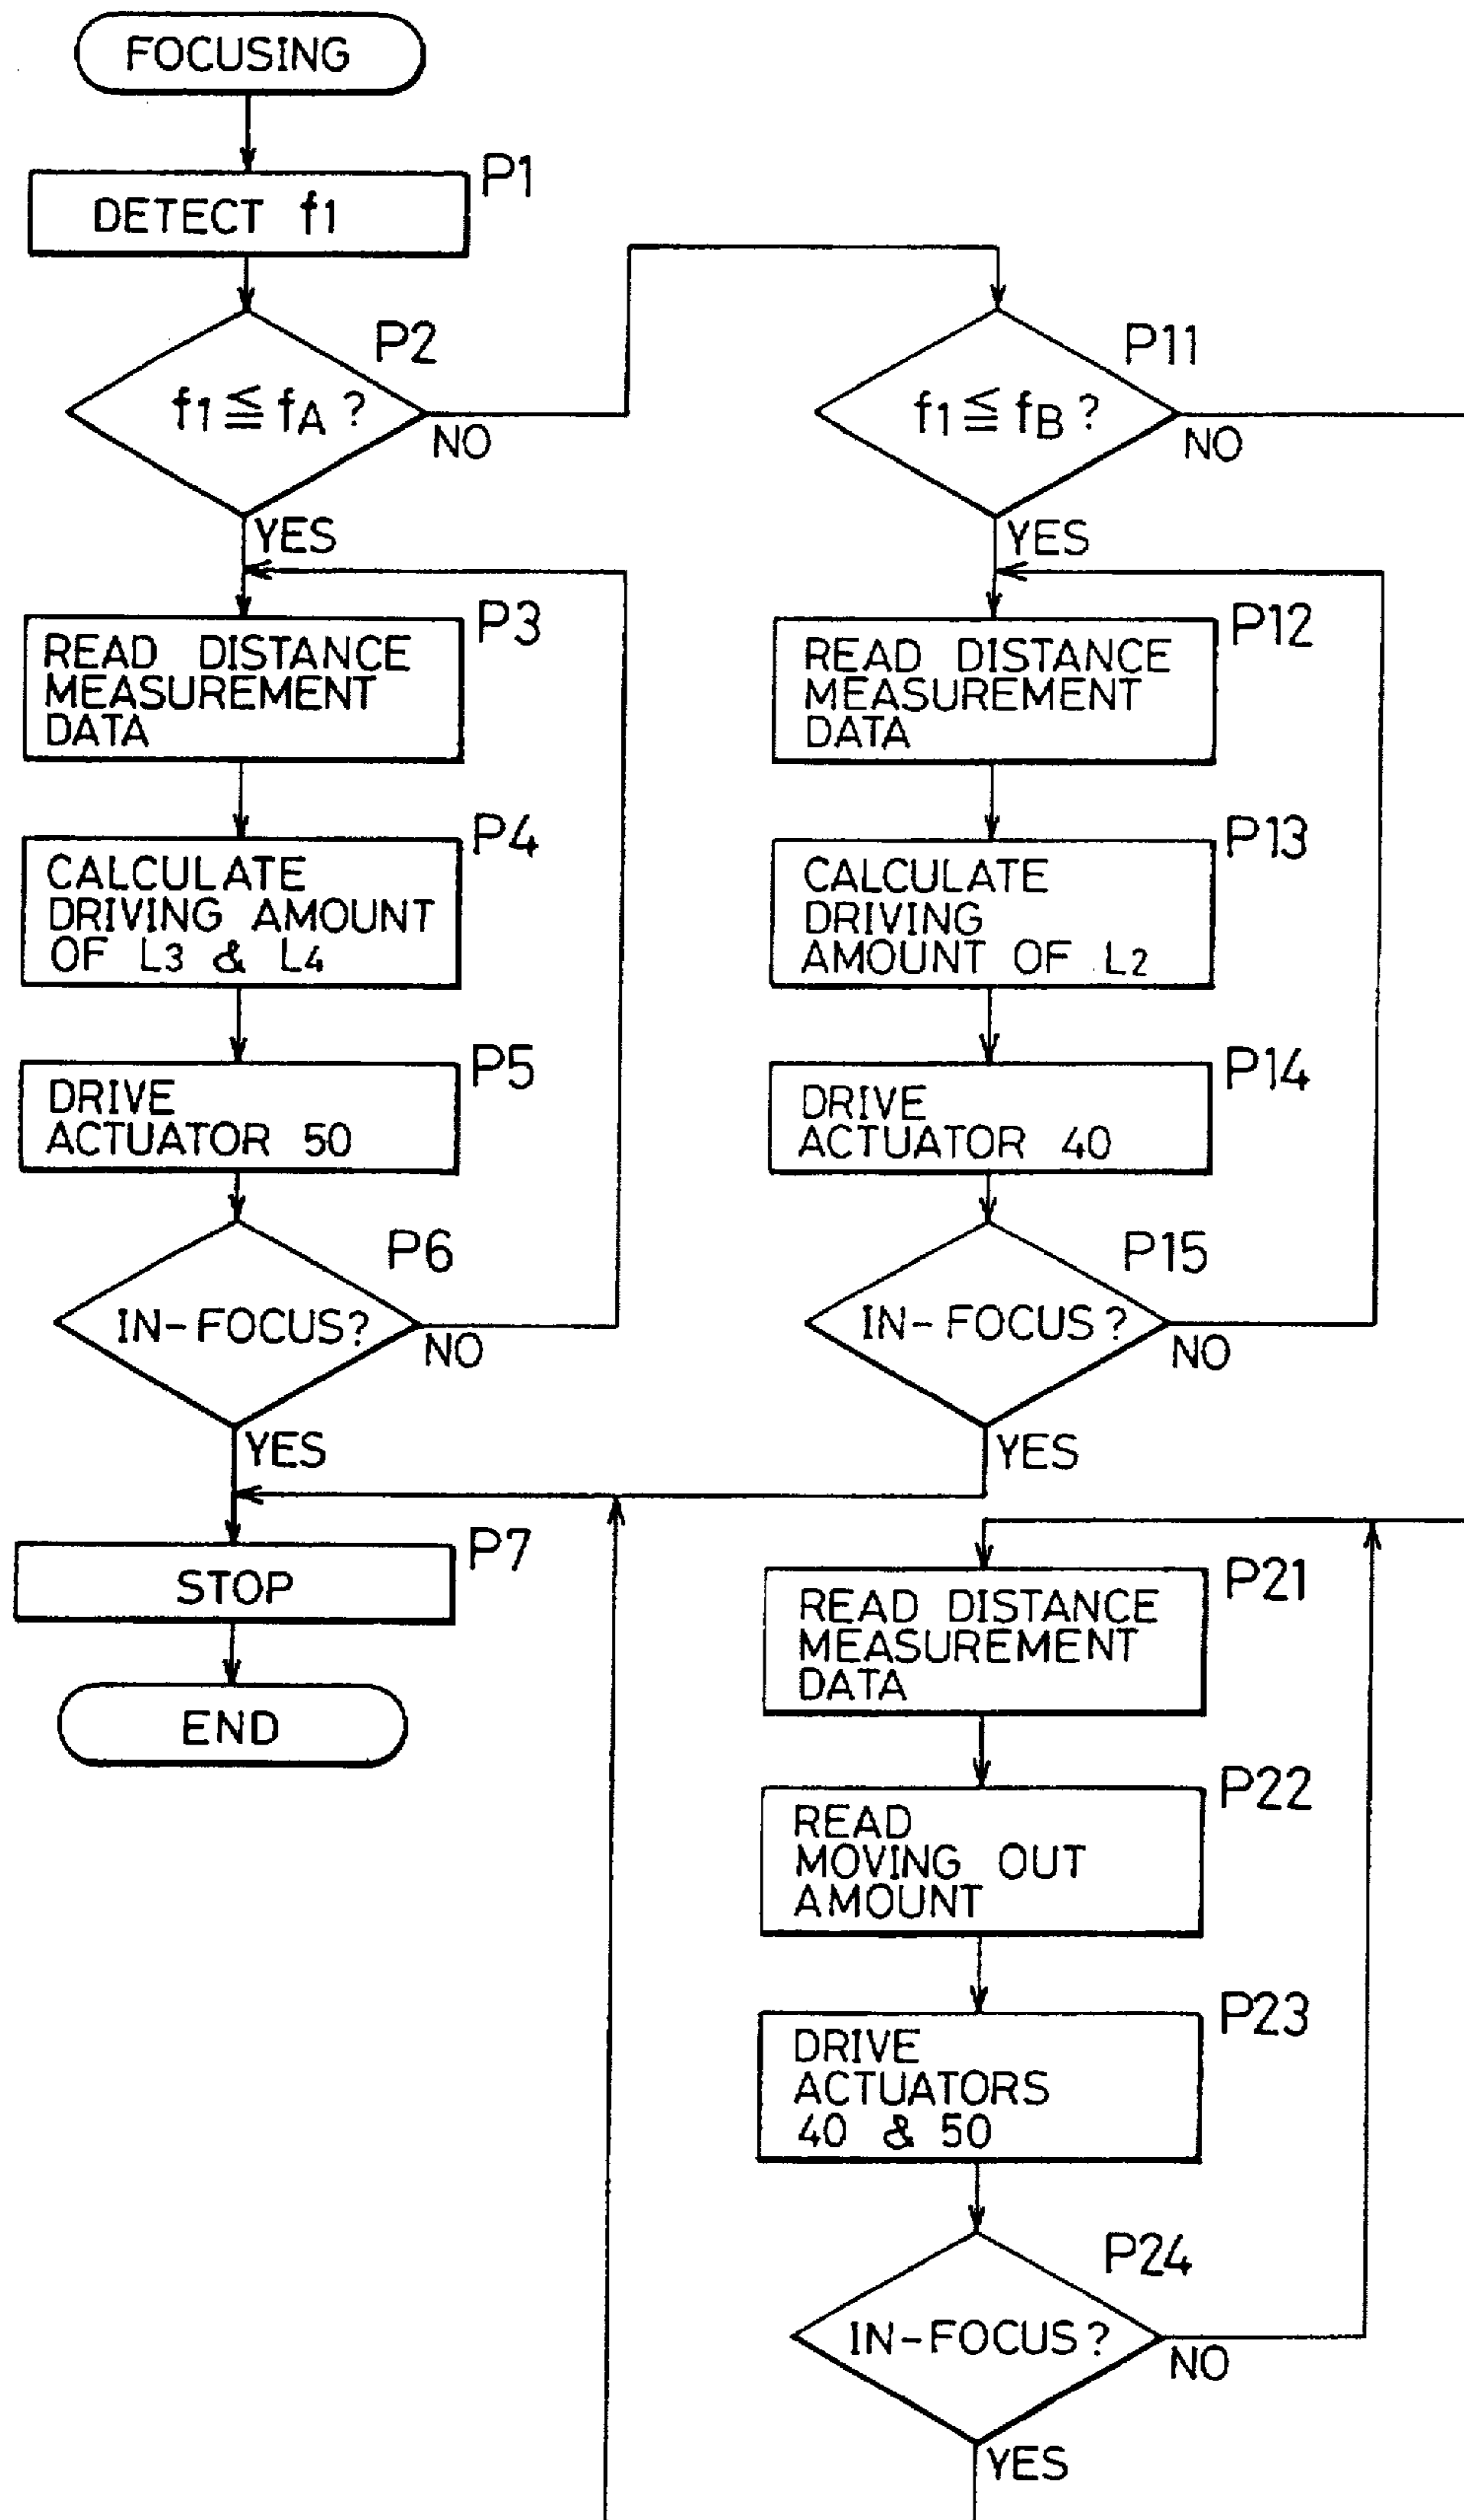 FOCUSING
P1
DETECT f1
P2
f1≦fA?
NO
YES
P3
READ DISTANCE
MEASUREMENT
DATA
P4
CALCULATE
DRIVING AMOUNT
OF L3 & L4
P5
DRIVE
ACTUATOR 50
P6
IN-FOCUS?
NO
YES
P7
STOP
END
P11
f1≦fB?
NO
YES
P12
READ DISTANCE
MEASUREMENT
DATA
P13
CALCULATE
DRIVING
AMOUNT OF L2
P14
DRIVE
ACTUATOR 40
P15
IN-FOCUS?
NO
YES
P21
READ DISTANCE
MEASUREMENT
DATA
P22
READ
MOVING OUT
AMOUNT
P23
DRIVE
ACTUATORS
40 & 50
P24
IN-FOCUS?
NO
YES